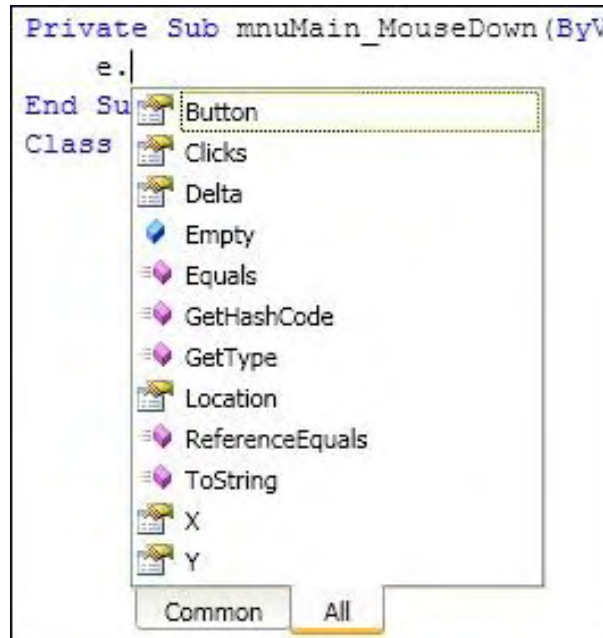 Private Sub mnuMain_MouseDown(ByV
e.
End Su
Class
Button
Clicks
Delta
Empty
Equals
GetHashCode
GetType
Location
ReferenceEquals
ToString
X
Y
Common All